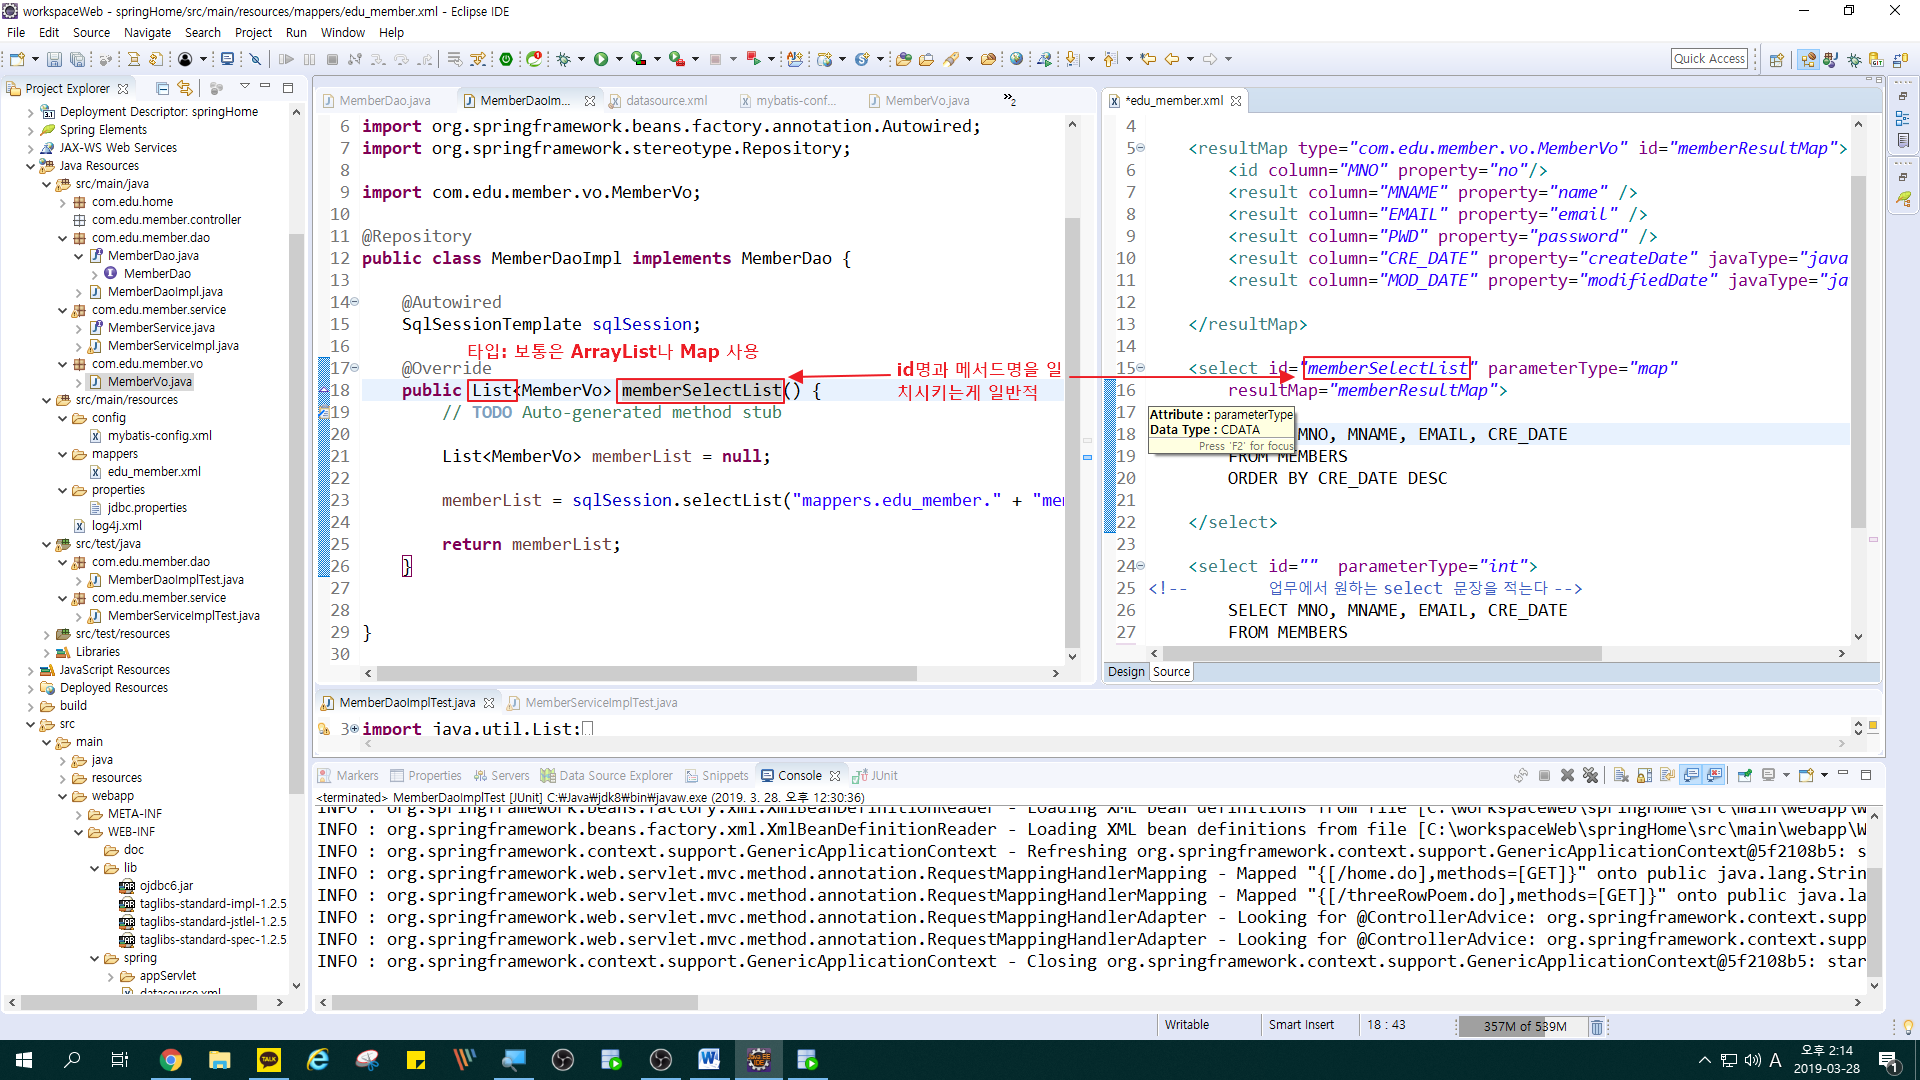 workspaceWeb - springHome/src/main/resources/mappers/edu_member.xml - Eclipse IDE
File Edit Source Navigate Search Project Run Window Help
Quick Access
Project Explorer
Deployment Descriptor: springHome
Spring Elements
JAX-WS Web Services
Java Resources
src/main/java
com.edu.home
com.edu.member.controller
com.edu.member.dao
MemberDao.java
MemberDao
MemberDaoImpl.java
com.edu.member.service
MemberService.java
MemberServiceImpl.java
com.edu.member.vo
MemberVo.java
src/main/resources
config
mybatis-config.xml
mappers
edu_member.xml
properties
jdbc.properties
log4j.xml
src/test/java
com.edu.member.dao
MemberDaoImplTest.java
com.edu.member.service
MemberServiceImplTest.java
src/test/resources
Libraries
JavaScript Resources
Deployed Resources
build
src
main
java
resources
webapp
META-INF
WEB-INF
doc
lib
ojdbc6.jar
taglibs-standard-impl-1.2.5
taglibs-standard-jstlel-1.2.5
taglibs-standard-spec-1.2.5
spring
appServlet
datasource.xml
MemberDao.java MemberDaoIm... datasource.xml mybatis-conf... MemberVo.java »2
6 import org.springframework.beans.factory.annotation.Autowired;
7 import org.springframework.stereotype.Repository;
8
9 import com.edu.member.vo.MemberVo;
10
11 @Repository
12 public class MemberDaoImpl implements MemberDao {
13
14 @Autowired
15 SqlSessionTemplate sqlSession;
16 타입: 보통은 ArrayList나 Map 사용
17 @Override
18 public List<MemberVo> memberSelectList() {
19 // TODO Auto-generated method stub
20
21 List<MemberVo> memberList = null;
22
23 memberList = sqlSession.selectList("mappers.edu_member." + "me
24
25 return memberList;
26 }
27
28
29 }
30
id명과 메서드명을 일
치시키는게 일반적
*edu_member.xml
4
5 <resultMap type="com.edu.member.vo.MemberVo" id="memberResultMap">
6 <id column="MNO" property="no"/>
7 <result column="MNAME" property="name" />
8 <result column="EMAIL" property="email" />
9 <result column="PWD" property="password" />
10 <result column="CRE_DATE" property="createDate" javaType="java
11 <result column="MOD_DATE" property="modifiedDate" javaType="ja
12
13 </resultMap>
14
15 <select id="memberSelectList" parameterType="map"
16 resultMap="memberResultMap">
17
18 MNO, MNAME, EMAIL, CRE_DATE
19 FROM MEMBERS
20 ORDER BY CRE_DATE DESC
21
22 </select>
23
24 <select id="" parameterType="int">
25 <!-- 업무에서 원하는 select 문장을 적는다 -->
26 SELECT MNO, MNAME, EMAIL, CRE_DATE
27 FROM MEMBERS
Attribute : parameterType
Data Type : CDATA
Press 'F2' for focus
Design Source
MemberDaoImplTest.java MemberServiceImplTest.java
3 import java.util.List;
Markers Properties Servers Data Source Explorer Snippets Console JUnit
<terminated> MemberDaoImplTest [JUnit] C:₩Java₩jdk8₩bin₩javaw.exe (2019. 3. 28. 오후 12:30:36)
INFO : org.springframework.beans.factory.xml.XmlBeanDefinitionReader - Loading XML bean definitions from file [C:\workspaceWeb\springHome\src\main\webapp\W
INFO : org.springframework.beans.factory.xml.XmlBeanDefinitionReader - Loading XML bean definitions from file [C:\workspaceWeb\springHome\src\main\webapp\W
INFO : org.springframework.context.support.GenericApplicationContext - Refreshing org.springframework.context.support.GenericApplicationContext@5f2108b5: s
INFO : org.springframework.web.servlet.mvc.method.annotation.RequestMappingHandlerMapping - Mapped "{[/home.do],methods=[GET]}" onto public java.lang.Strin
INFO : org.springframework.web.servlet.mvc.method.annotation.RequestMappingHandlerMapping - Mapped "{[/threeRowPoem.do],methods=[GET]}" onto public java.la
INFO : org.springframework.web.servlet.mvc.method.annotation.RequestMappingHandlerAdapter - Looking for @ControllerAdvice: org.springframework.context.supp
INFO : org.springframework.web.servlet.mvc.method.annotation.RequestMappingHandlerAdapter - Looking for @ControllerAdvice: org.springframework.context.supp
INFO : org.springframework.context.support.GenericApplicationContext - Closing org.springframework.context.support.GenericApplicationContext@5f2108b5: star
Writable Smart Insert 18 : 43 357M of 539M
TALK
A 오후 2:14
2019-03-28
1